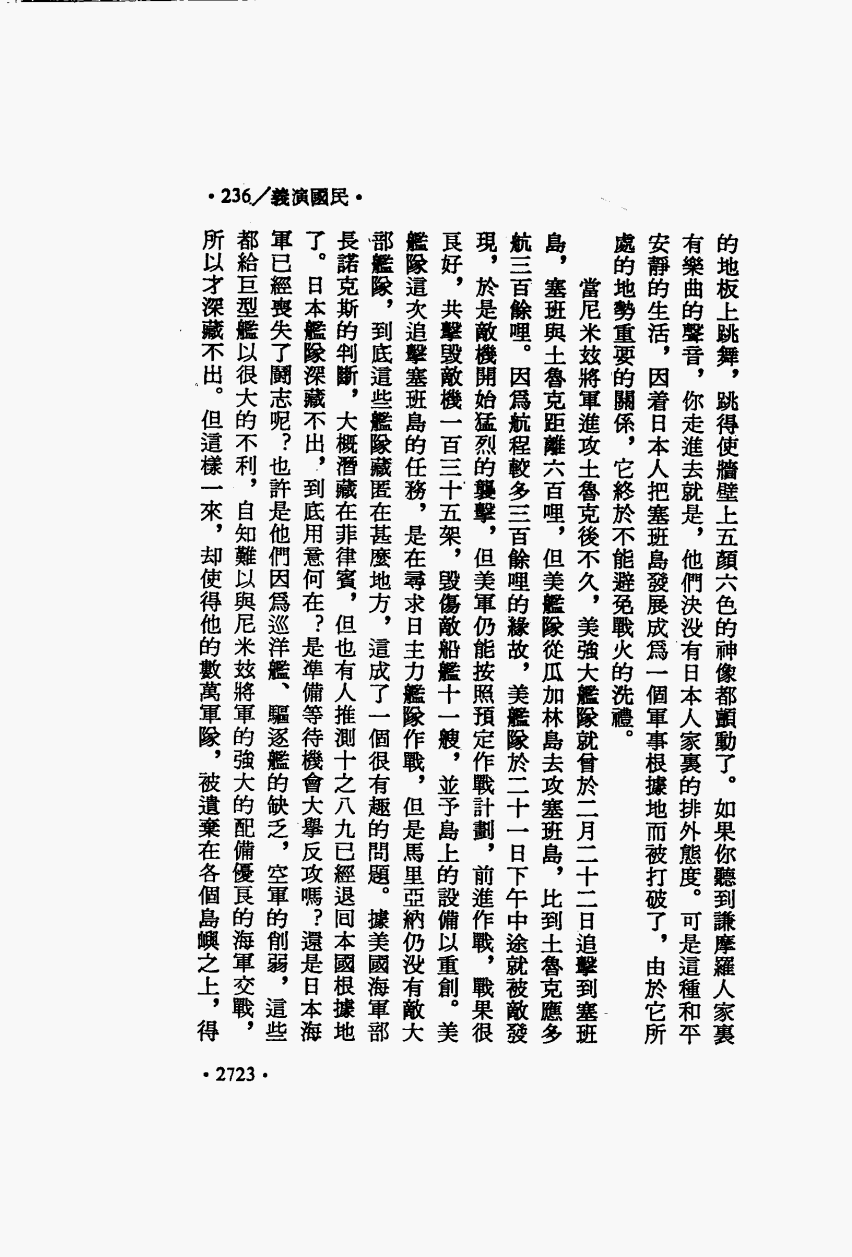 •民國演義/236•
的地板上跳舞，跳得使牆壁上五顏六色的神像都顫動了。如果你聽到謙摩羅人家裏
有樂曲的聲音，你走進去就是，他們決没有日本人家裏的排外態度。可是這種和平
安靜的生活，因着日本人把塞班島發展成爲一個軍事根據地而被打破了，由於它所
處的地勢重要的關係，它終於不能避免戰火的洗禮。
當尼米玆將軍進攻土魯克後不久，美強大艦隊就曾於二月二十二日追擊到塞班
島，塞班與土魯克距離六百哩，但美艦隊從瓜加林島去攻塞班島，比到土魯克應多
航三百餘哩。因爲航程較多三百餘哩的緣故，美艦隊於二十一日下午中途就被敵發
現，於是敵機開始猛烈的襲擊，但美軍仍能按照預定作戰計劃，前進作戰，戰果很
良好，共擊毀敵機一百三十五架，毀傷敵船艦十一艘，並予島上的設備以重創。美
艦隊這次追擊塞班島的任務，是在尋求日主力艦隊作戰，但是馬里亞納仍没有敵大
部艦隊，到底這些艦隊藏匿在甚麼地方，這成了一個很有趣的問題。據美國海軍部
長諾克斯的判斷，大概潛藏在菲律賓，但也有人推測十之八九已經退囘本國根據地
了。日本艦隊深藏不出，到底用意何在？是準備等待機會大擧反攻嗎？還是日本海
軍已經喪失了鬭志呢？也許是他們因爲巡洋艦、驅逐艦的缺乏，空軍的削弱，這些
都給巨型艦以很大的不利，自知難以與尼米玆將軍的強大的配備優良的海軍交戰，
所以才深藏不出。但這樣一來，却使得他的數萬軍隊，被遺棄在各個島嶼之上，得
•2723•